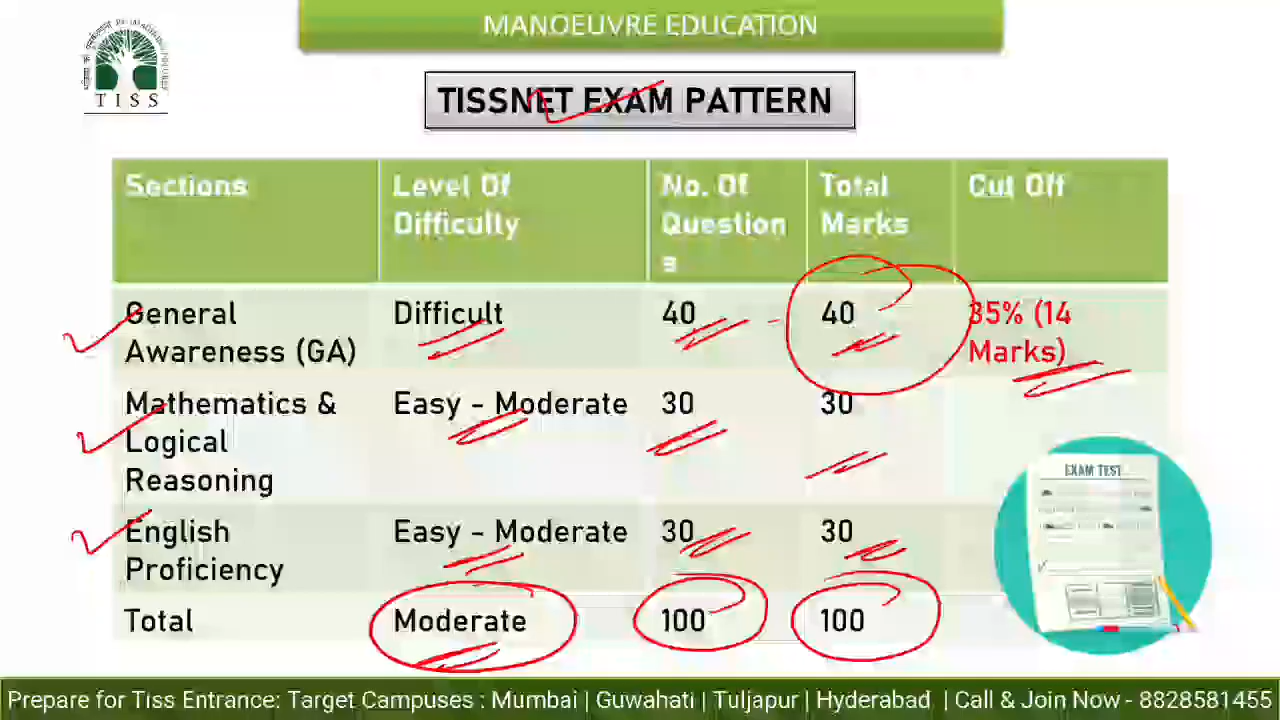 MANOEUVRE EDUCATION
TISS
TISSNET EXAM PATTERN
Sections Level Of Difficulty No. Of Questions Total Marks Cut Off
General Awareness (GA) Difficult 40 40 35% (14 Marks)
Mathematics & Logical Reasoning Easy - Moderate 30 30
English Proficiency Easy - Moderate 30 30
Total Moderate 100 100
EXAM TEST
Prepare for Tiss Entrance: Target Campuses : Mumbai | Guwahati | Tuljapur | Hyderabad | Call & Join Now - 8828581455